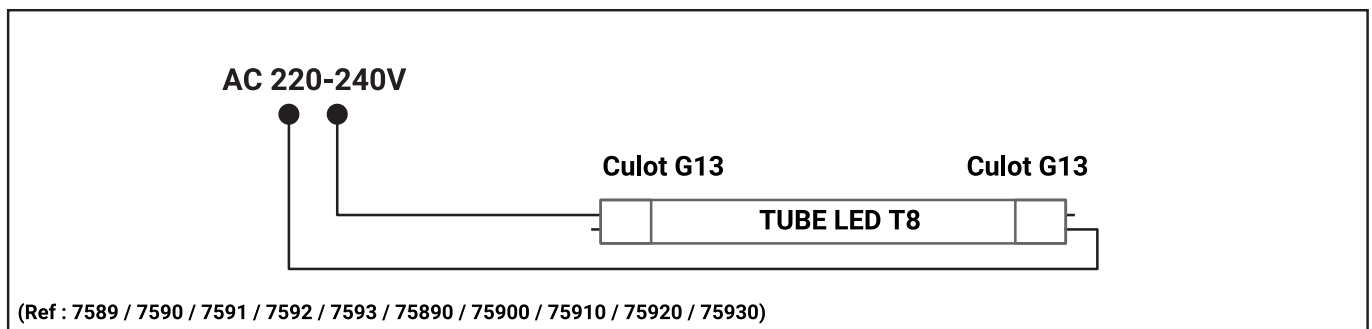 AC 220-240V
Culot G13
Culot G13
TUBE LED T8
(Ref : 7589 / 7590 / 7591 / 7592 / 7593 / 75890 / 75900 / 75910 / 75920 / 75930)